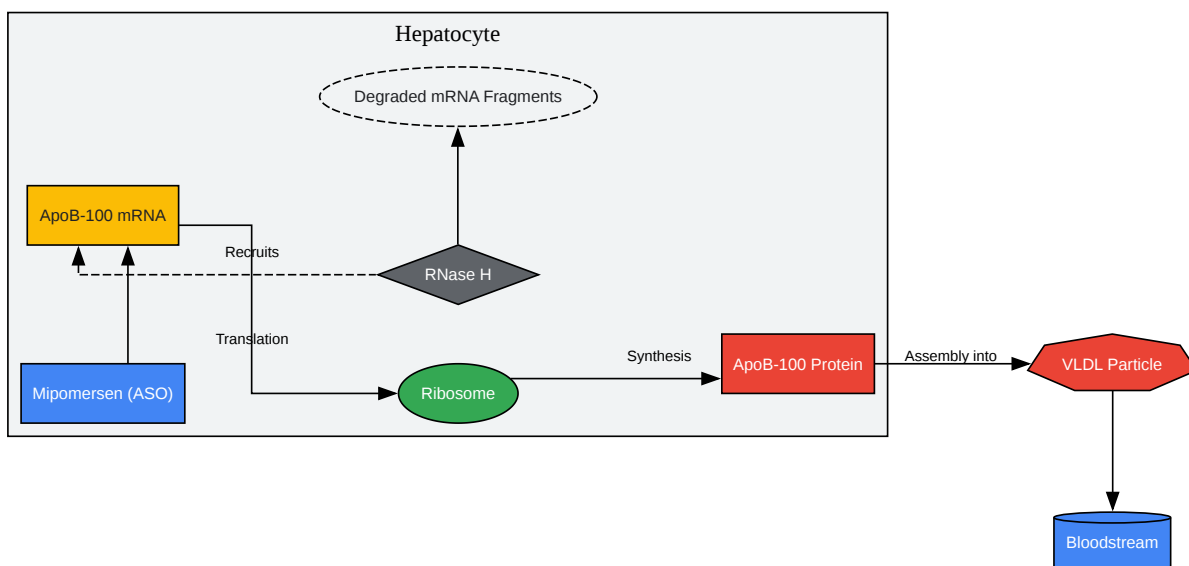 Hepatocyte
Degraded mRNA Fragments
ApoB-100 mRNA
Recruits
RNase H
Translation
Synthesis
ApoB-100 Protein
Assembly into
VLDL Particle
Mipomersen (ASO)
Ribosome
Bloodstream